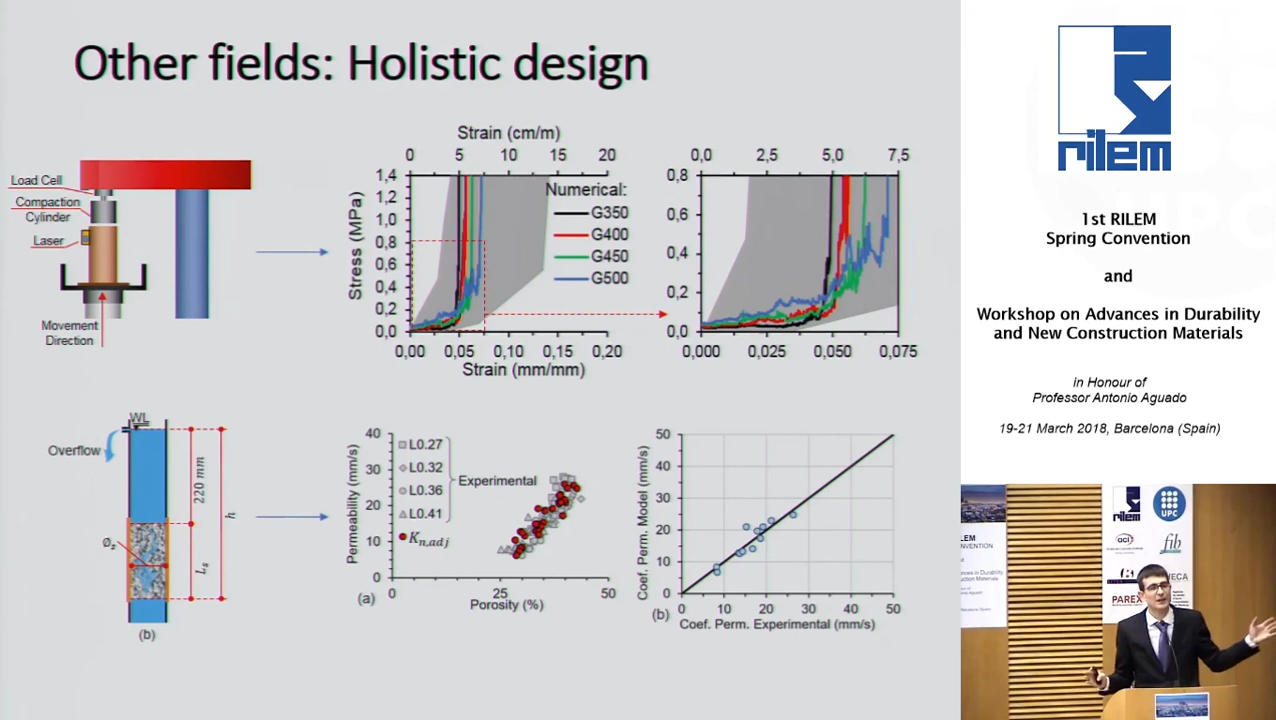 Other fields: Holistic design
Load Cell
Compaction
Cylinder
Laser
Movement
Direction
Strain (cm/m)
0 5 10 15 20
Stress (MPa)
1,4
1,2
1,0
0,8
0,6
0,4
0,2
0,0
Numerical:
G350
G400
G450
G500
0,00 0,05 0,10 0,15 0,20
Strain (mm/mm)
0,0 2,5 5,0 7,5
0,8
0,6
0,4
0,2
0,0
0,000 0,025 0,050 0,075
WL
Overflow
220 mm
h
Øs
Ls
(b)
Permeability (mm/s)
40
30
20
10
0
L0.27
L0.32
L0.36
L0.41
Experimental
Kn,adj
0 25 50
Porosity (%)
(a)
Coef. Perm. Model (mm/s)
50
40
30
20
10
0
0 10 20 30 40 50
Coef. Perm. Experimental (mm/s)
(b)
rilem
1st RILEM
Spring Convention
and
Workshop on Advances in Durability
and New Construction Materials
in Honour of
Professor Antonio Aguado
19-21 March 2018, Barcelona (Spain)
rilem
UPC
aci
fib
PAREX